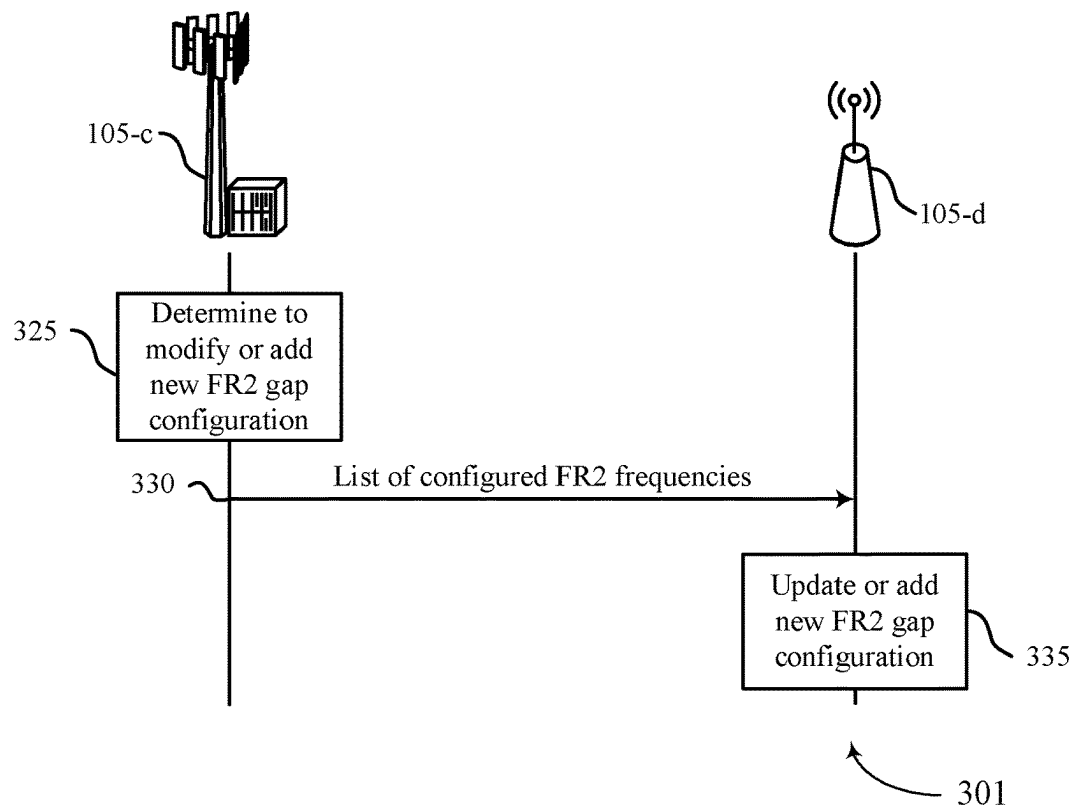 105-c
105-d
325
Determine to
modify or add
new FR2 gap
configuration
330
List of configured FR2 frequencies
Update or add
new FR2 gap
configuration
335
301